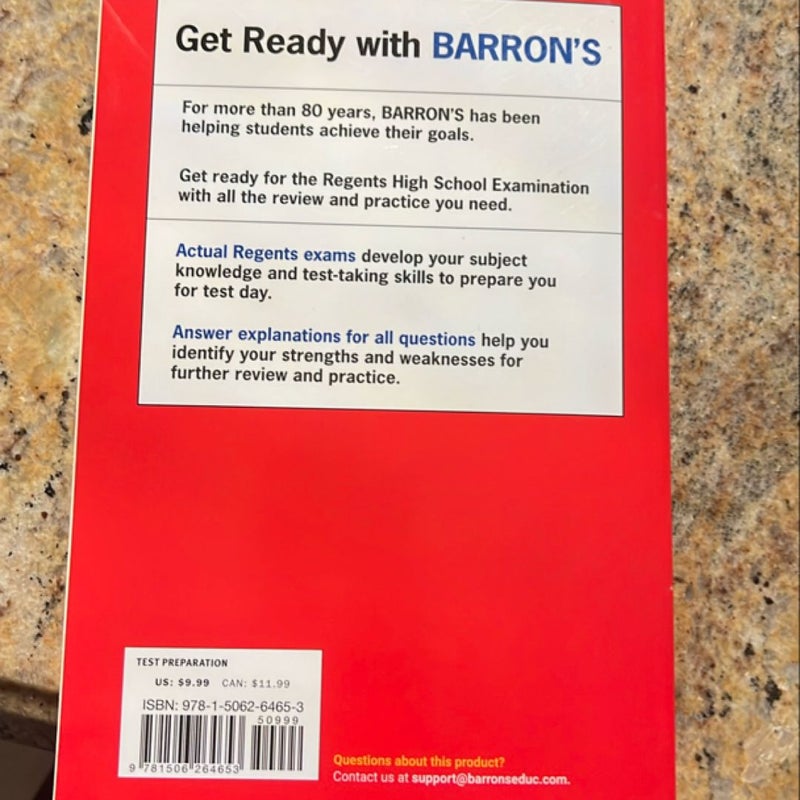 Get Ready with BARRON'S
For more than 80 years, BARRON'S has been
helping students achieve their goals.
Get ready for the Regents High School Examination
with all the review and practice you need.
Actual Regents exams develop your subject
knowledge and test-taking skills to prepare you
for test day.
Answer explanations for all questions help you
identify your strengths and weaknesses for
further review and practice.
TEST PREPARATION
US: $9.99 CAN: $11.99
ISBN: 978-1-5062-6465-3
50999
9 781506 264653
Questions about this product?
Contact us at support@barronseduc.com.